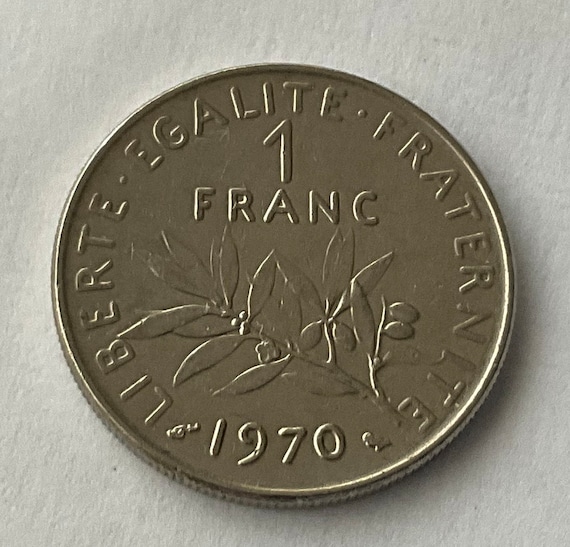 LIBERTE · EGALITE · FRATERNITE
1
FRANC
1970